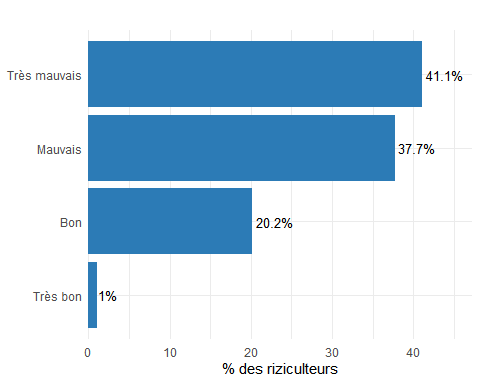 Très mauvais
41.1%
Mauvais
37.7%
Bon
20.2%
Très bon
1%
0 10 20 30 40
% des riziculteurs